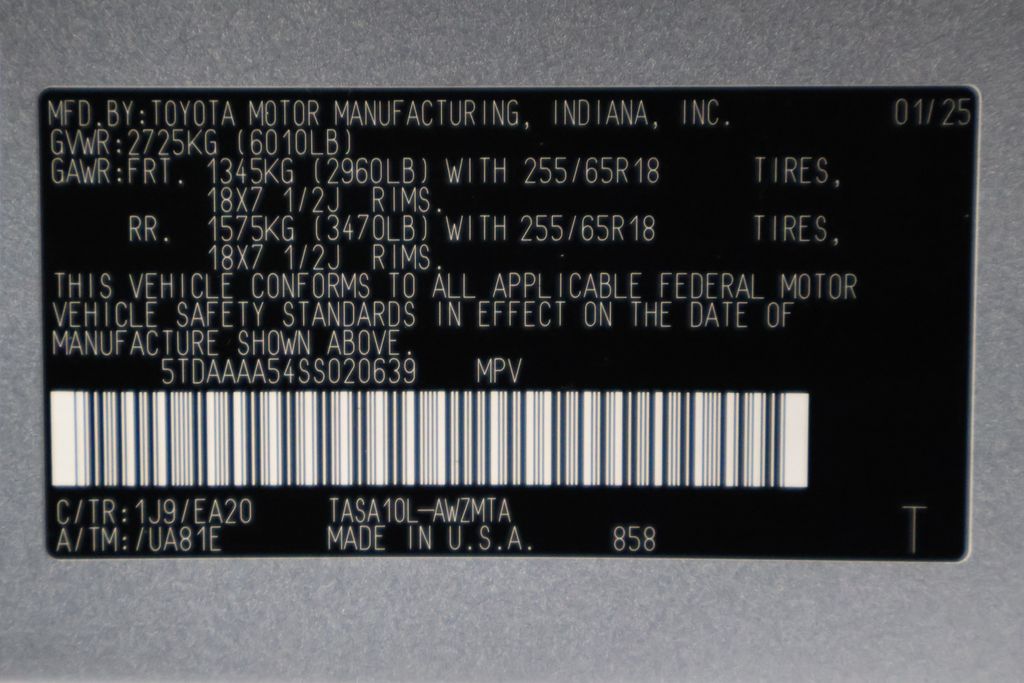 MFD.BY:TOYOTA MOTOR MANUFACTURING, INDIANA, INC. 01/25
GVWR:2725KG (6010LB)
GAWR:FRT. 1345KG (2960LB) WITH 255/65R18 TIRES,
18X7 1/2J RIMS.
RR. 1575KG (3470LB) WITH 255/65R18 TIRES,
18X7 1/2J RIMS.
THIS VEHICLE CONFORMS TO ALL APPLICABLE FEDERAL MOTOR
VEHICLE SAFETY STANDARDS IN EFFECT ON THE DATE OF
MANUFACTURE SHOWN ABOVE.
5TDAAAA54SS020639 MPV
C/TR:1J9/EA20 TASA10L-AWZMTA
A/TM:/UA81E MADE IN U.S.A. 858 T